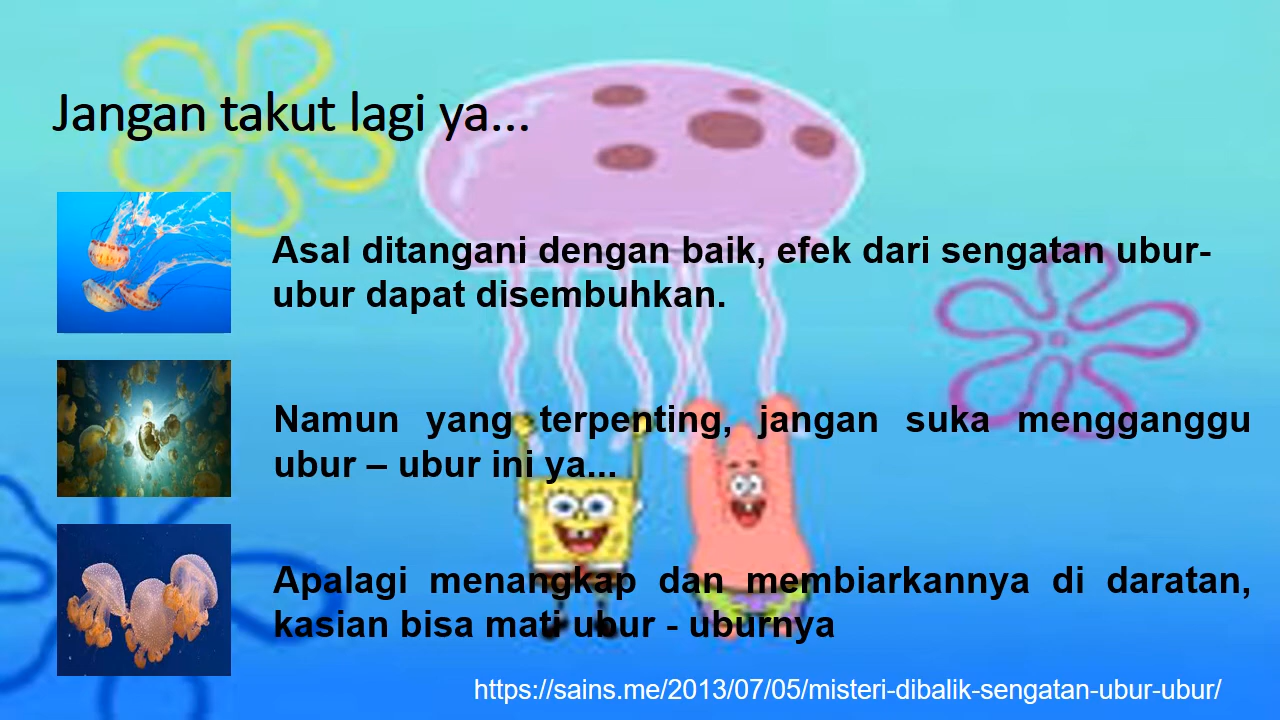 Jangan takut lagi ya...
Asal ditangani dengan baik, efek dari sengatan ubur-
ubur dapat disembuhkan.
Namun yang terpenting, jangan suka mengganggu
ubur – ubur ini ya...
Apalagi menangkap dan membiarkannya di daratan,
kasian bisa mati ubur - uburnya
https://sains.me/2013/07/05/misteri-dibalik-sengatan-ubur-ubur/